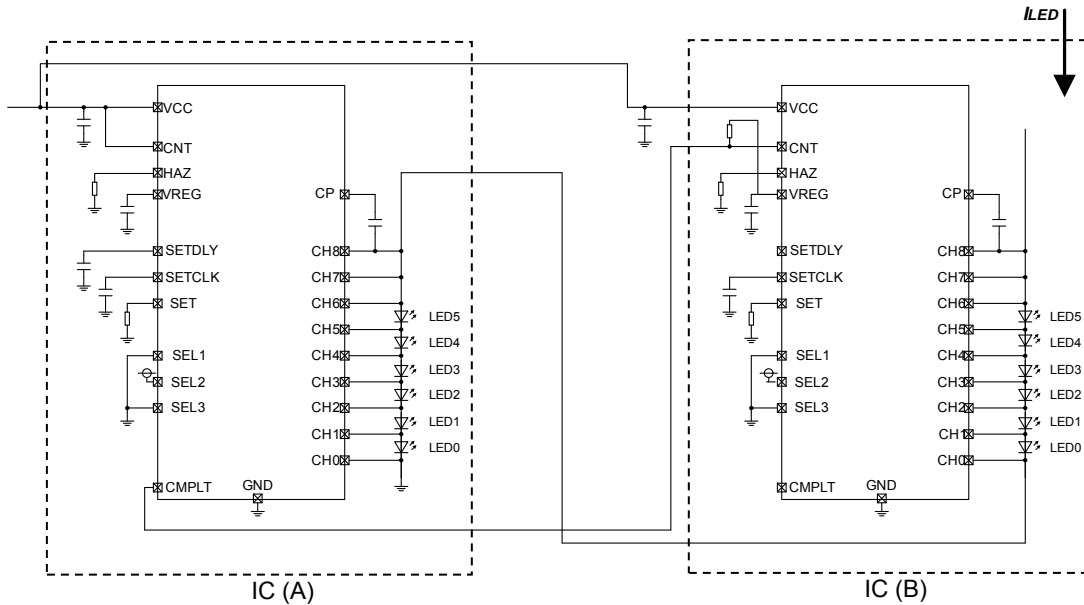 ILED
VCC
CNT
HAZ
VREG
CP
SETDLY
SETCLK
SET
SEL1
SEL2
SEL3
CMPLT
GND
CH8
CH7
CH6
CH5
CH4
CH3
CH2
CH1
CH0
LED5
LED4
LED3
LED2
LED1
LED0
IC (A)
VCC
CNT
HAZ
VREG
CP
SETDLY
SETCLK
SET
SEL1
SEL2
SEL3
CMPLT
GND
CH8
CH7
CH6
CH5
CH4
CH3
CH2
CH1
CH0
LED5
LED4
LED3
LED2
LED1
LED0
IC (B)